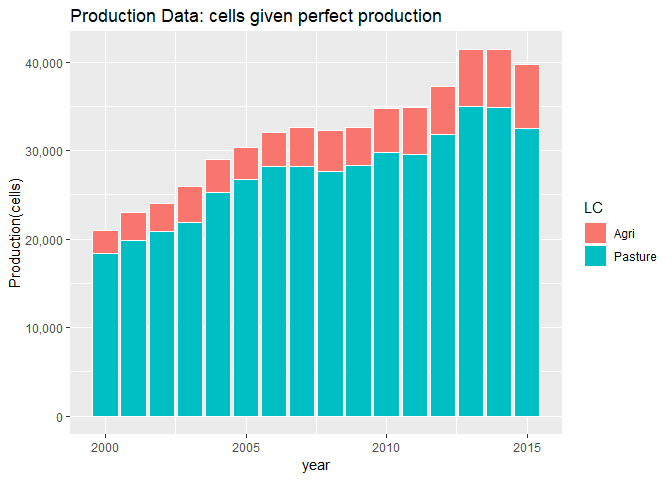 Production Data: cells given perfect production
Production(cells)
40,000
30,000
20,000
10,000
0
2000
2005
2010
2015
year
LC
Agri
Pasture